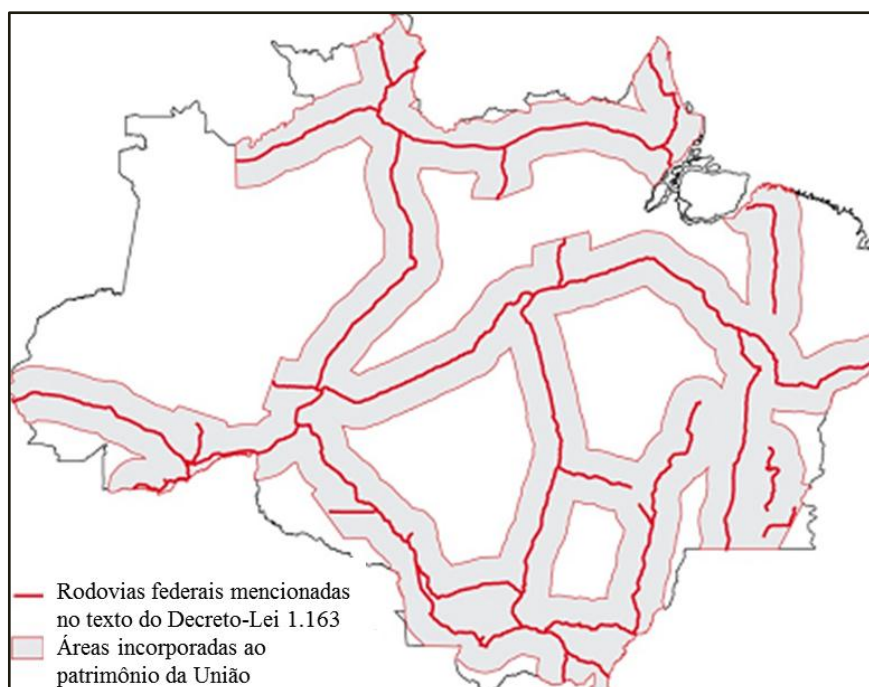 Rodovias federais mencionadas
no texto do Decreto-Lei 1.163
Áreas incorporadas ao
patrimônio da União